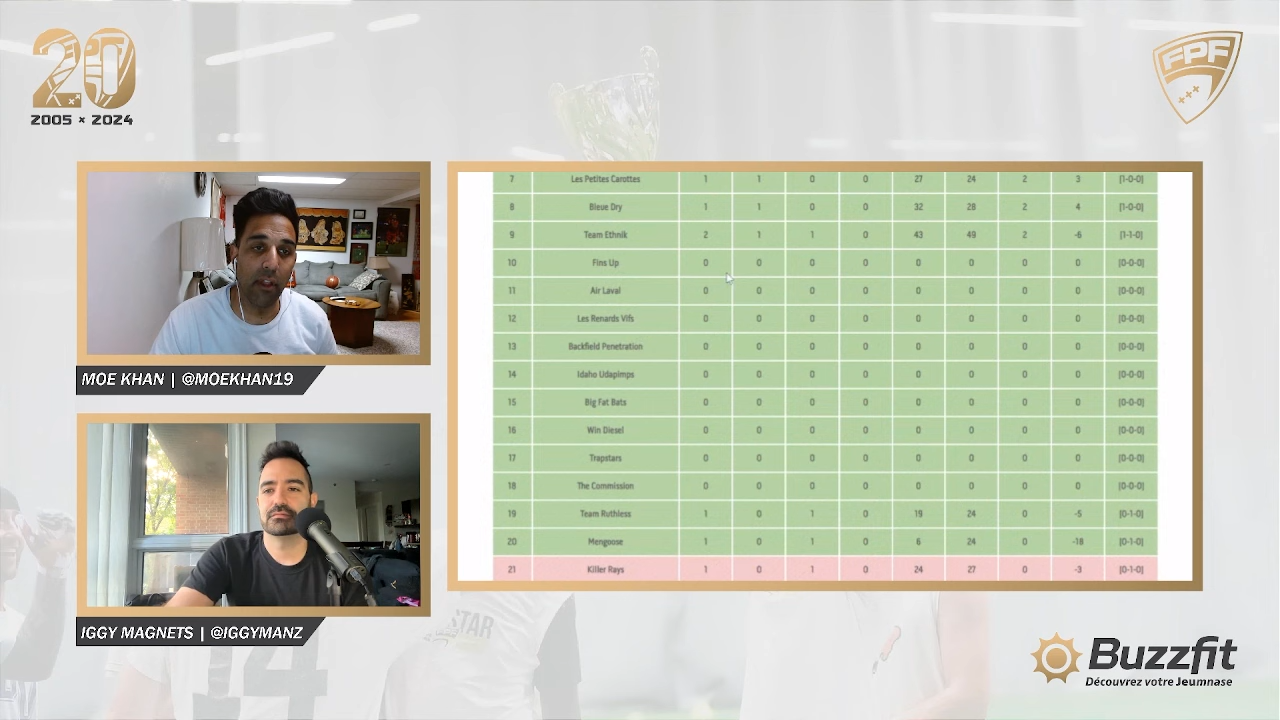 20
2005 × 2024
FPF
MOE KHAN | @MOEKHAN19
IGGY MAGNETS | @IGGYMANZ
7 Les Petites Carottes 1 1 0 0 27 24 2 3 (1-0-0)
8 Bleue Dry 1 1 0 0 32 28 2 4 (1-0-0)
9 Team Ethnik 2 1 1 0 43 49 2 -6 (1-1-0)
10 Fins Up 0 0 0 0 0 0 0 0 (0-0-0)
11 Air Laval 0 0 0 0 0 0 0 0 (0-0-0)
12 Les Renards Vifs 0 0 0 0 0 0 0 0 (0-0-0)
13 Backfield Penetration 0 0 0 0 0 0 0 0 (0-0-0)
14 Idaho Udapimps 0 0 0 0 0 0 0 0 (0-0-0)
15 Big Fat Bats 0 0 0 0 0 0 0 0 (0-0-0)
16 Win Diesel 0 0 0 0 0 0 0 0 (0-0-0)
17 Trapstars 0 0 0 0 0 0 0 0 (0-0-0)
18 The Commission 0 0 0 0 0 0 0 0 (0-0-0)
19 Team Ruthless 1 0 1 0 19 24 0 -5 (0-1-0)
20 Mengoose 1 0 1 0 6 24 0 -18 (0-1-0)
21 Killer Rays 1 0 1 0 24 27 0 -3 (0-1-0)
STAR
14
Buzzfit
Découvrez votre Jeumnase